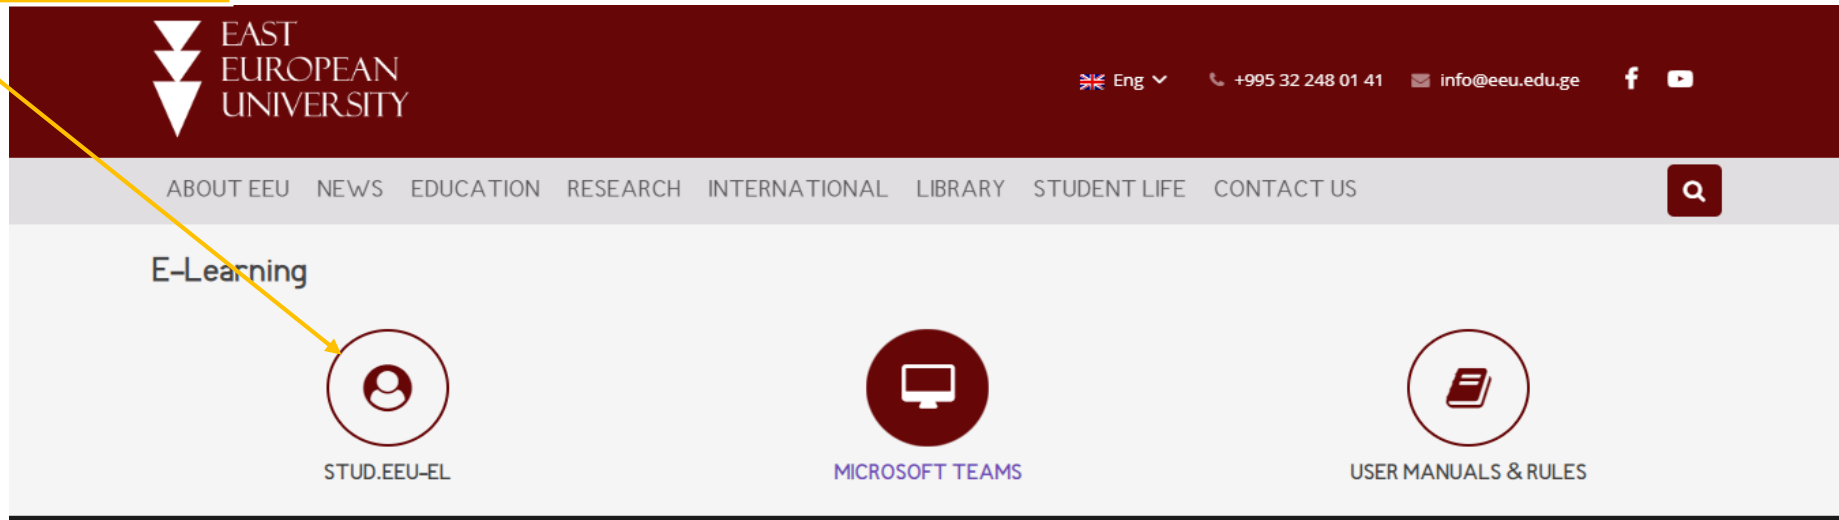 EAST
EUROPEAN
UNIVERSITY
Eng +995 32 248 01 41 info@eeu.edu.ge
ABOUT EEU NEWS EDUCATION RESEARCH INTERNATIONAL LIBRARY STUDENT LIFE CONTACT US
E-Learning
STUD.EEU-EL MICROSOFT TEAMS USER MANUALS & RULES